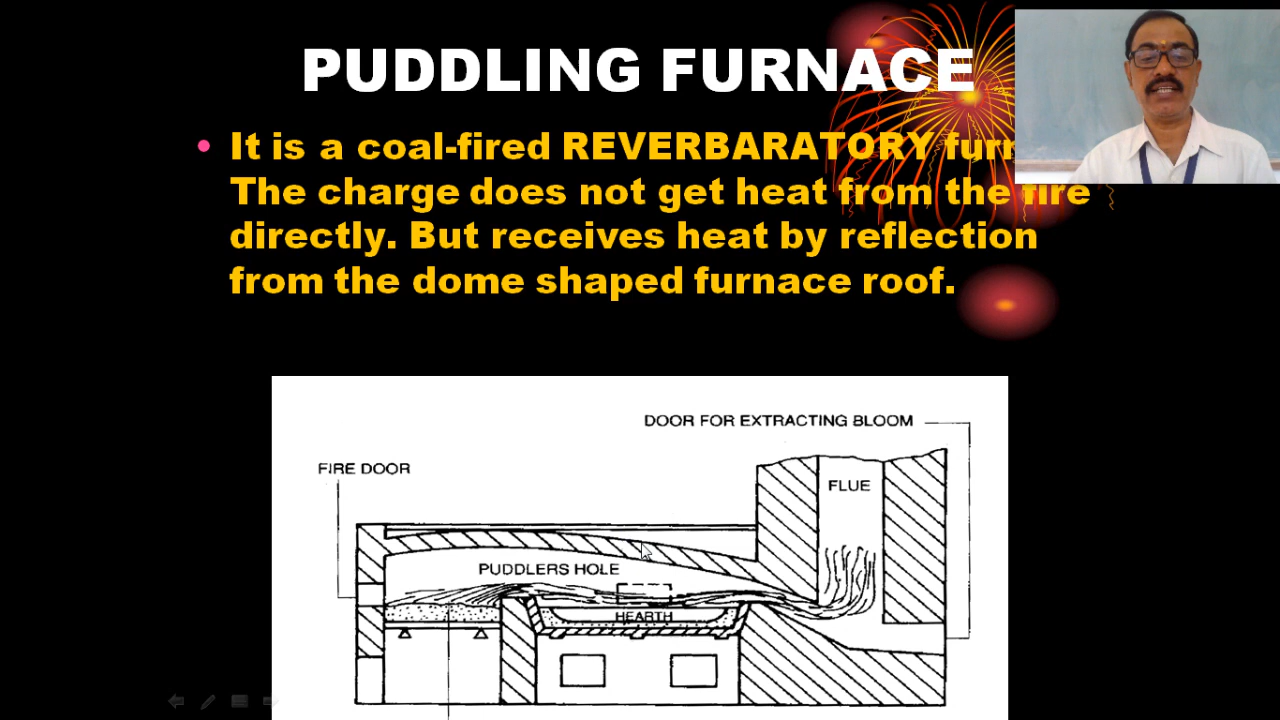 PUDDLING FURNACE
• It is a coal-fired REVERBARATORY
The charge does not get heat from the fire
directly. But receives heat by reflection
from the dome shaped furnace roof.
DOOR FOR EXTRACTING BLOOM
FIRE DOOR
FLUE
PUDDLERS HOLE
HEARTH